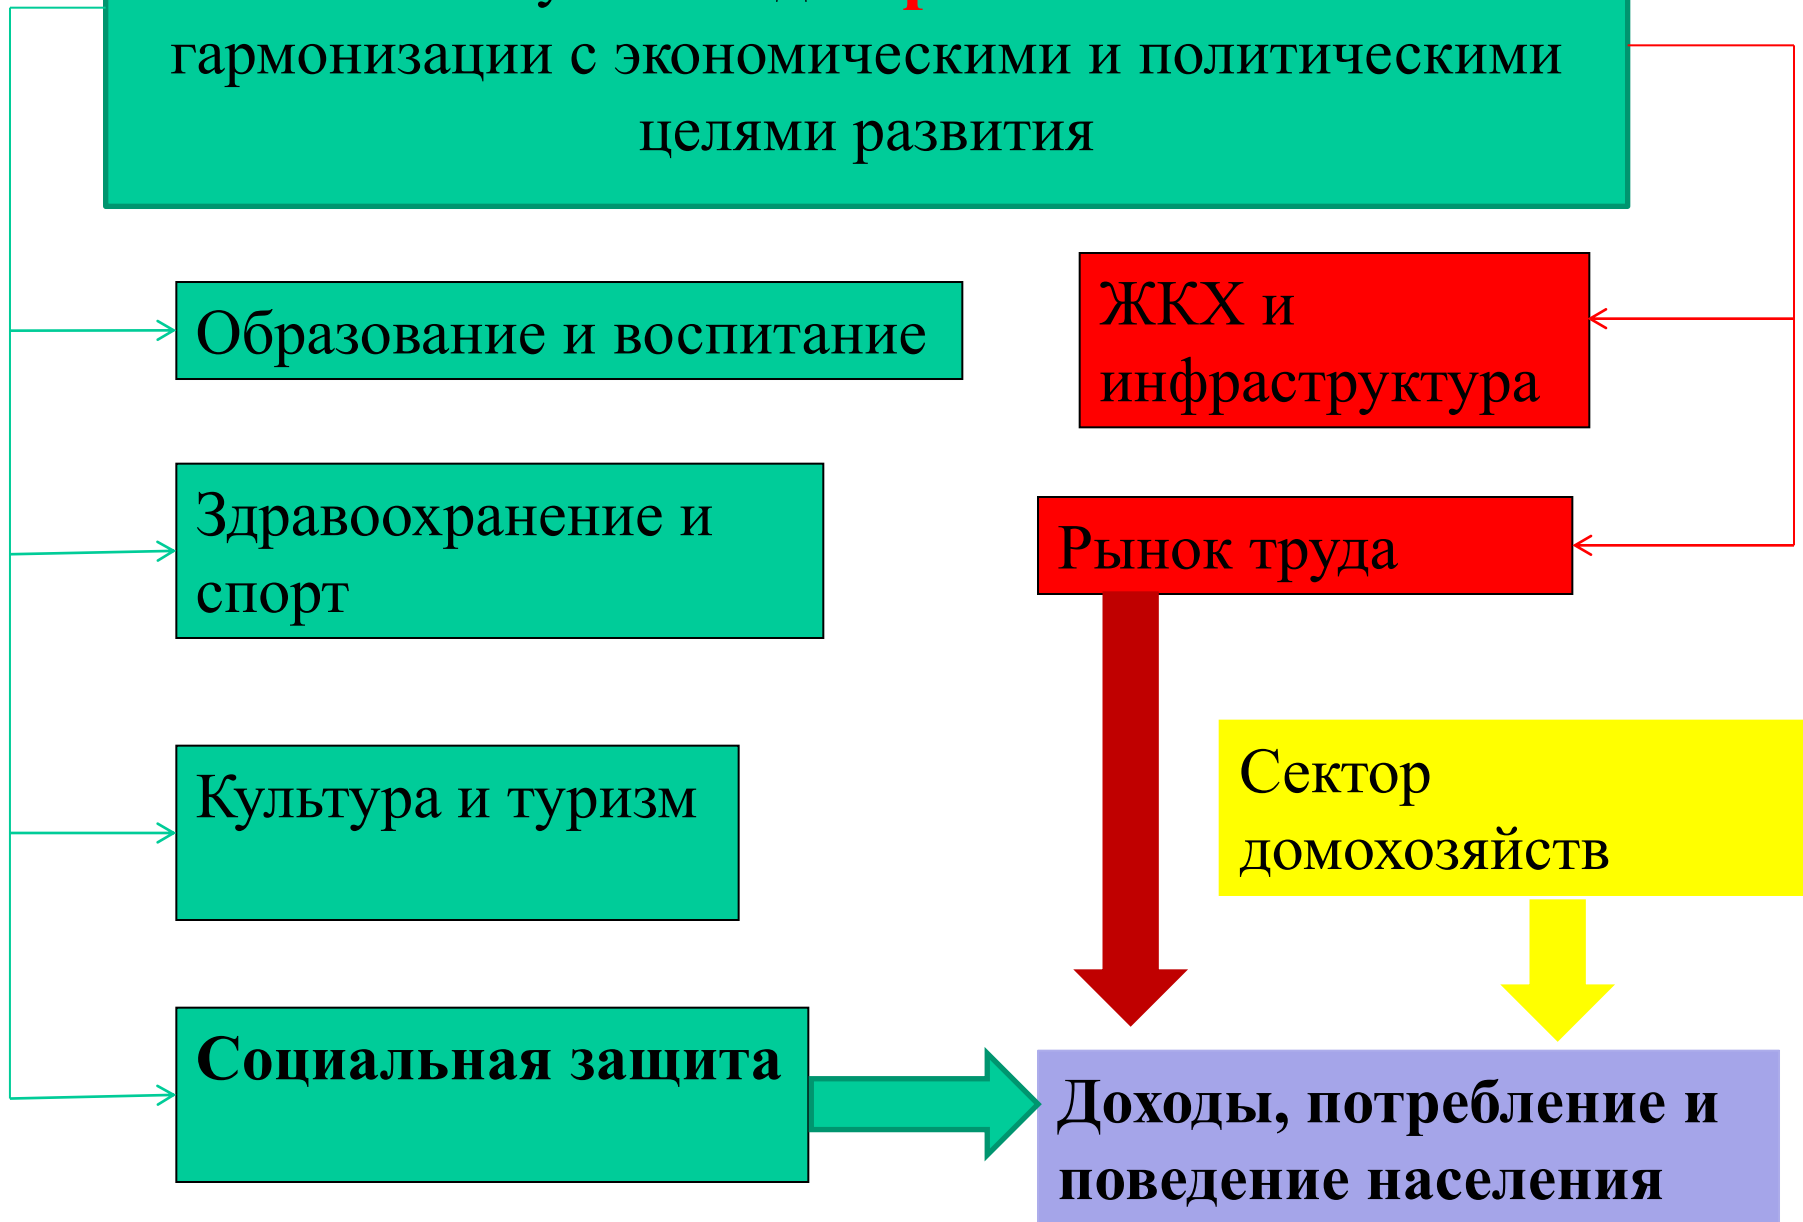 гармонизации с экономическими и политическими
целями развития
Образование и воспитание
ЖКХ и
инфраструктура
Здравоохранение и
спорт
Рынок труда
Культура и туризм
Сектор
домохозяйств
Социальная защита
Доходы, потребление и
поведение населения